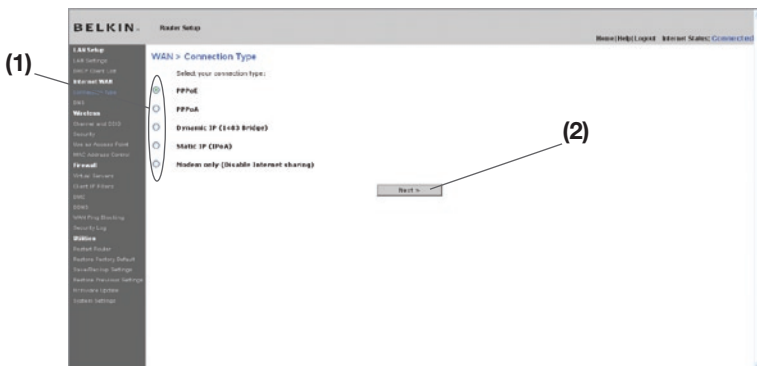 BELKIN. Router Setup
Home|Help|Logout Internet Status: Connected
(1)
(2)
LAN Setup
LAN Settings
DHCP Client List
Internet WAN
Connection Type
DNS
Wireless
Channel and SSID
Security
Use as Access Point
MAC Address Control
Firewall
Virtual Servers
Client IP Filters
DMZ
DDNS
WAN Ping Blocking
Security Log
Utilities
Restart Router
Restore Factory Default
Save/Backup Settings
Restore Previous Settings
Firmware Update
System Settings
WAN > Connection Type
Select your connection type:
PPPoE
PPPoA
Dynamic IP (1483 Bridge)
Static IP (IPoA)
Modem only (Disable Internet sharing)
Next >